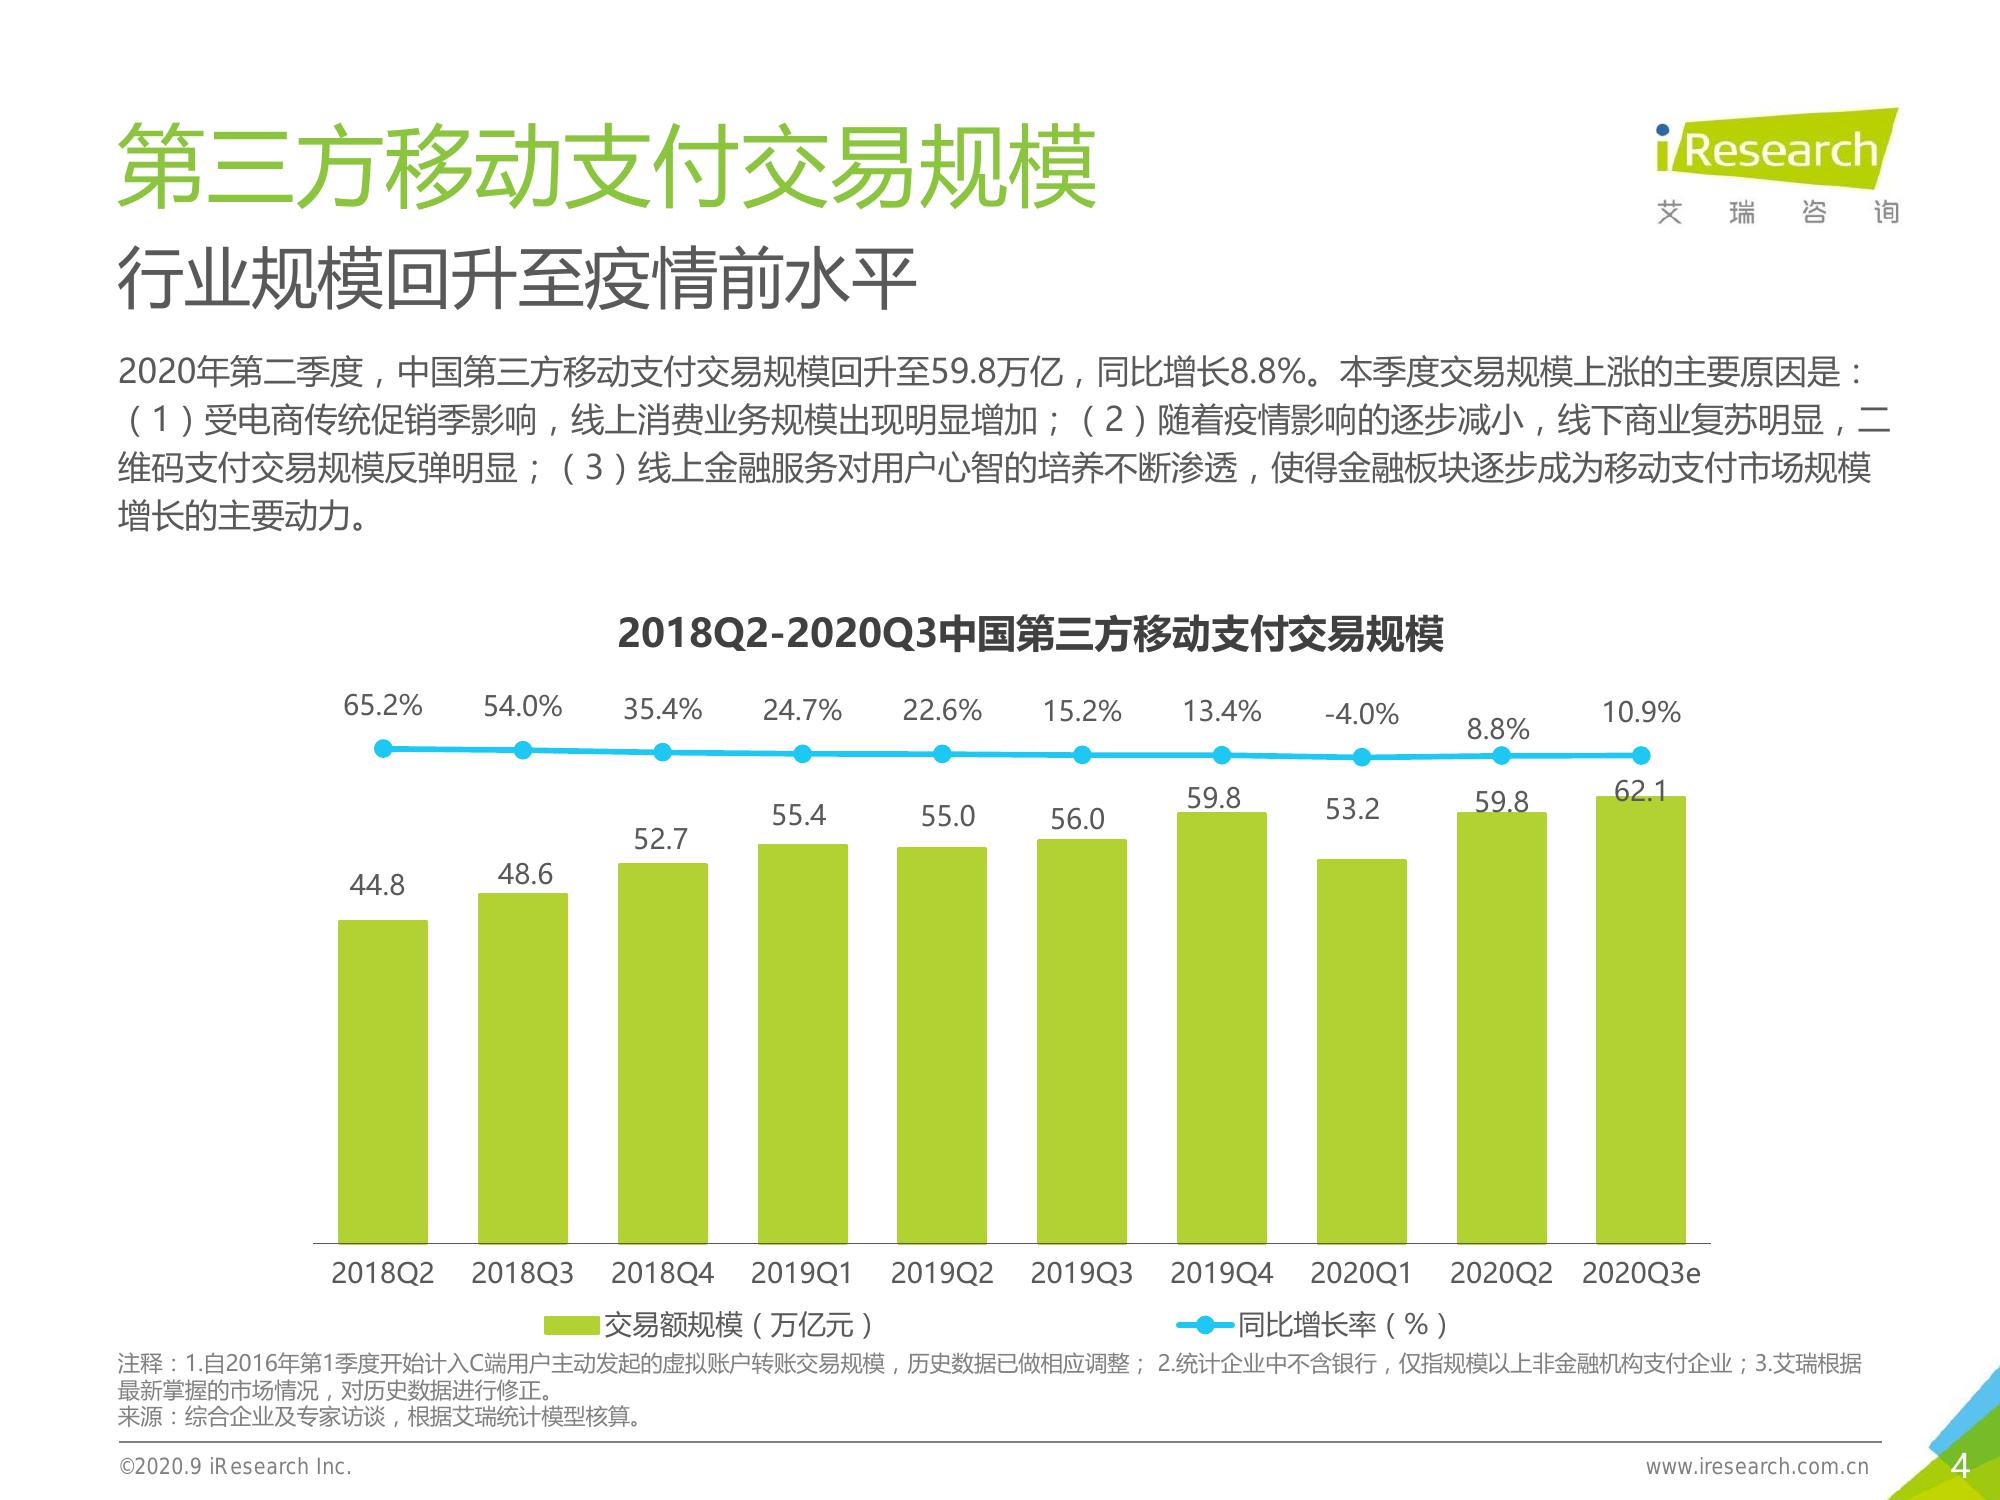 第三方移动支付交易规模
iResearch
艾瑞咨询
行业规模回升至疫情前水平
2020年第二季度，中国第三方移动支付交易规模回升至59.8万亿，同比增长8.8%。本季度交易规模上涨的主要原因是：
（1）受电商传统促销季影响，线上消费业务规模出现明显增加；（2）随着疫情影响的逐步减小，线下商业复苏明显，二
维码支付交易规模反弹明显；（3）线上金融服务对用户心智的培养不断渗透，使得金融板块逐步成为移动支付市场规模
增长的主要动力。
2018Q2-2020Q3中国第三方移动支付交易规模
65.2% 54.0% 35.4% 24.7% 22.6% 15.2% 13.4% -4.0% 8.8% 10.9%
44.8 48.6 52.7 55.4 55.0 56.0 59.8 53.2 59.8 62.1
2018Q2 2018Q3 2018Q4 2019Q1 2019Q2 2019Q3 2019Q4 2020Q1 2020Q2 2020Q3e
交易额规模（万亿元） 同比增长率（%）
注释：1.自2016年第1季度开始计入C端用户主动发起的虚拟账户转账交易规模，历史数据已做相应调整； 2.统计企业中不含银行，仅指规模以上非金融机构支付企业；3.艾瑞根据
最新掌握的市场情况，对历史数据进行修正。
来源：综合企业及专家访谈，根据艾瑞统计模型核算。
©2020.9 iResearch Inc. www.iresearch.com.cn 4